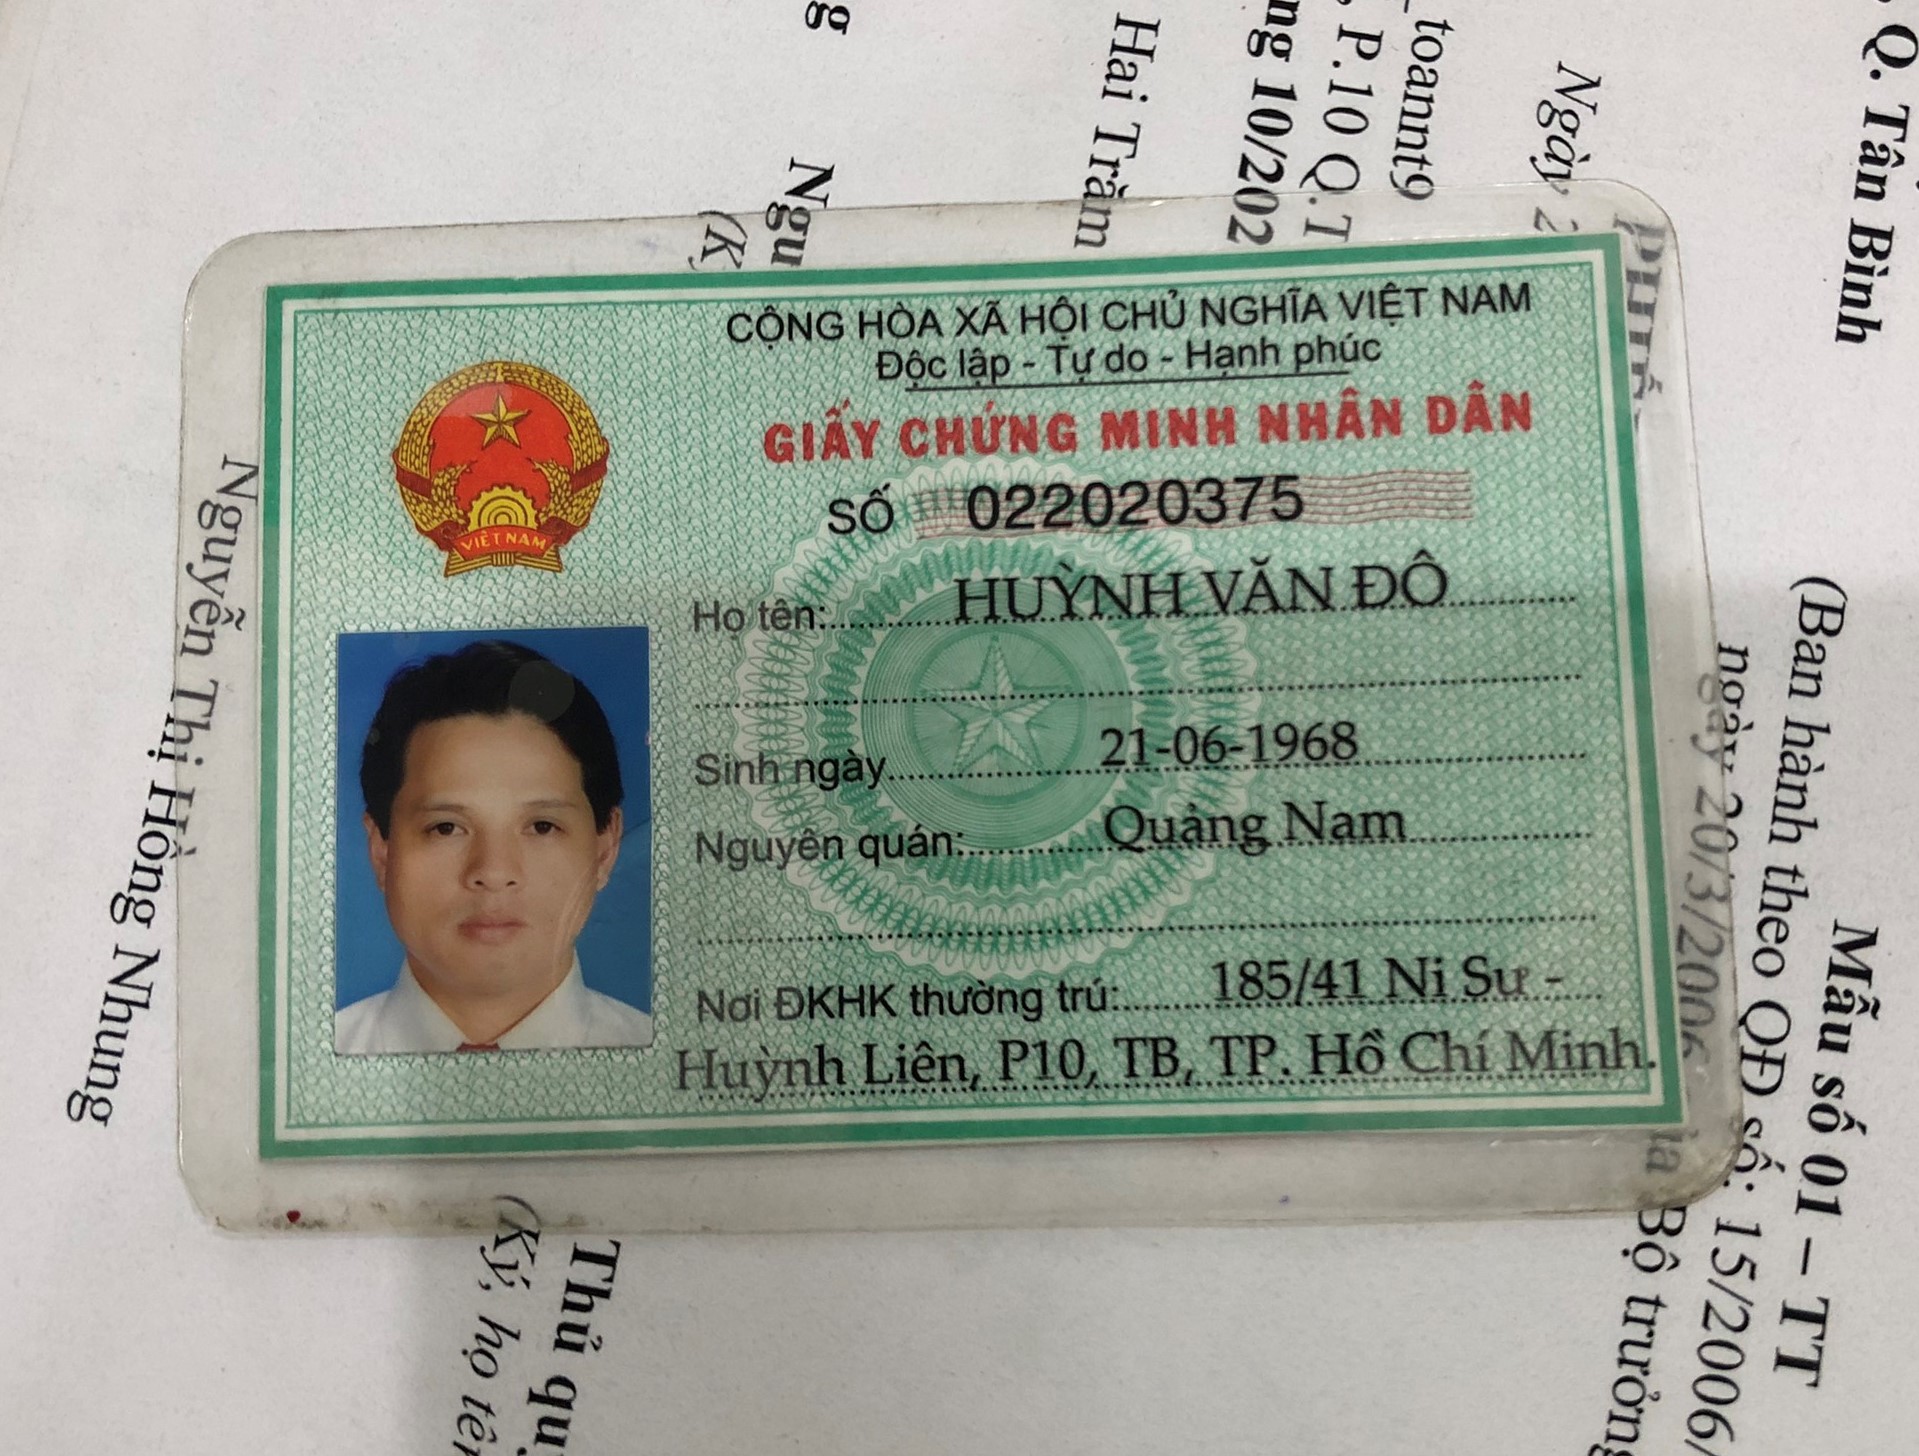 CỘNG HÒA XÃ HỘI CHỦ NGHĨA VIỆT NAM
Độc lập - Tự do - Hạnh phúc
GIẤY CHỨNG MINH NHÂN DÂN
SỐ 022020375
VIỆT NAM
Họ tên: HUỲNH VĂN ĐÔ
Sinh ngày 21-06-1968
Nguyên quán: Quảng Nam
Nơi ĐKHK thường trú: 185/41 Ni Sư -
Huỳnh Liên, P10, TB, TP. Hồ Chí Minh.
Q. Tân Bình
Mẫu số 01 – TT
(Ban hành theo QĐ số: 15/2006/
ngày 20/3/2006
Bộ trưởng
Ngày 2
_toannt9
, P.10 Q.T
ng 10/202
Hai Trầm
Ngu
(K
Thủ qu
(Ký, họ tên
Nguyễn Thị
Hồng Nhung